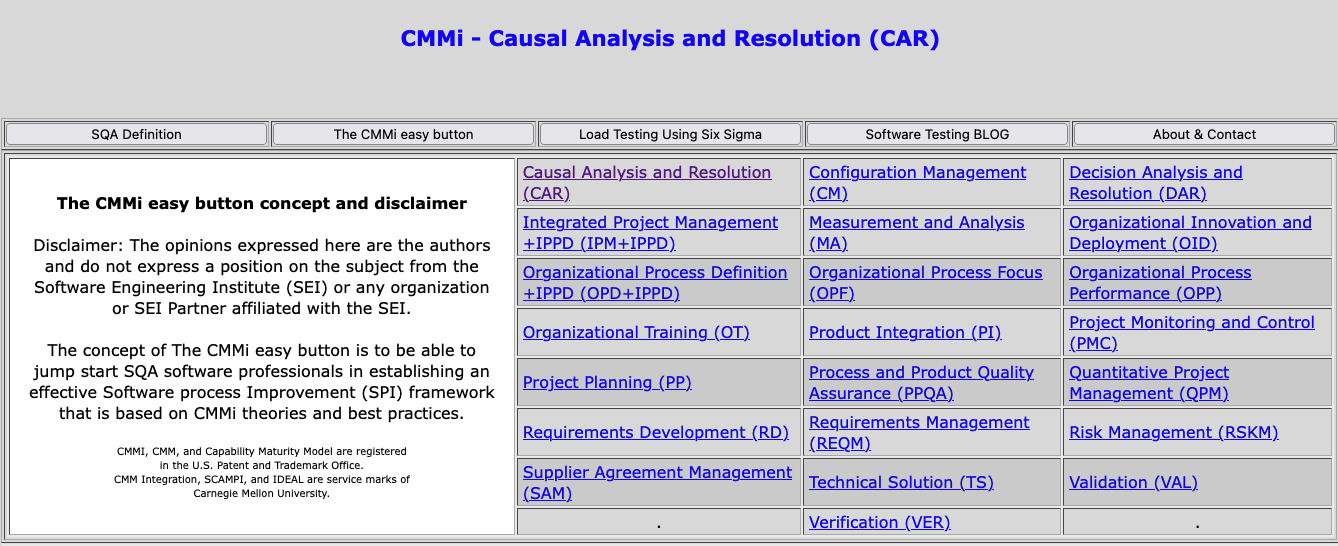 CMMi - Causal Analysis and Resolution (CAR)
SQA Definition
The CMMi easy button
Load Testing Using Six Sigma
Software Testing BLOG
About & Contact
The CMMi easy button concept and disclaimer
Disclaimer: The opinions expressed here are the authors
and do not express a position on the subject from the
Software Engineering Institute (SEI) or any organization
or SEI Partner affiliated with the SEI.
The concept of The CMMi easy button is to be able to
jump start SQA software professionals in establishing an
effective Software process Improvement (SPI) framework
that is based on CMMi theories and best practices.
CMMI, CMM, and Capability Maturity Model are registered
in the U.S. Patent and Trademark Office.
CMM Integration, SCAMPI, and IDEAL are service marks of
Carnegie Mellon University.
Causal Analysis and Resolution
(CAR)
Configuration Management
(CM)
Decision Analysis and
Resolution (DAR)
Integrated Project Management
+IPPD (IPM+IPPD)
Measurement and Analysis
(MA)
Organizational Innovation and
Deployment (OID)
Organizational Process Definition
+IPPD (OPD+IPPD)
Organizational Process Focus
(OPF)
Organizational Process
Performance (OPP)
Organizational Training (OT)
Product Integration (PI)
Project Monitoring and Control
(PMC)
Project Planning (PP)
Process and Product Quality
Assurance (PPQA)
Quantitative Project
Management (QPM)
Requirements Development (RD)
Requirements Management
(REQM)
Risk Management (RSKM)
Supplier Agreement Management
(SAM)
Technical Solution (TS)
Validation (VAL)
.
Verification (VER)
.